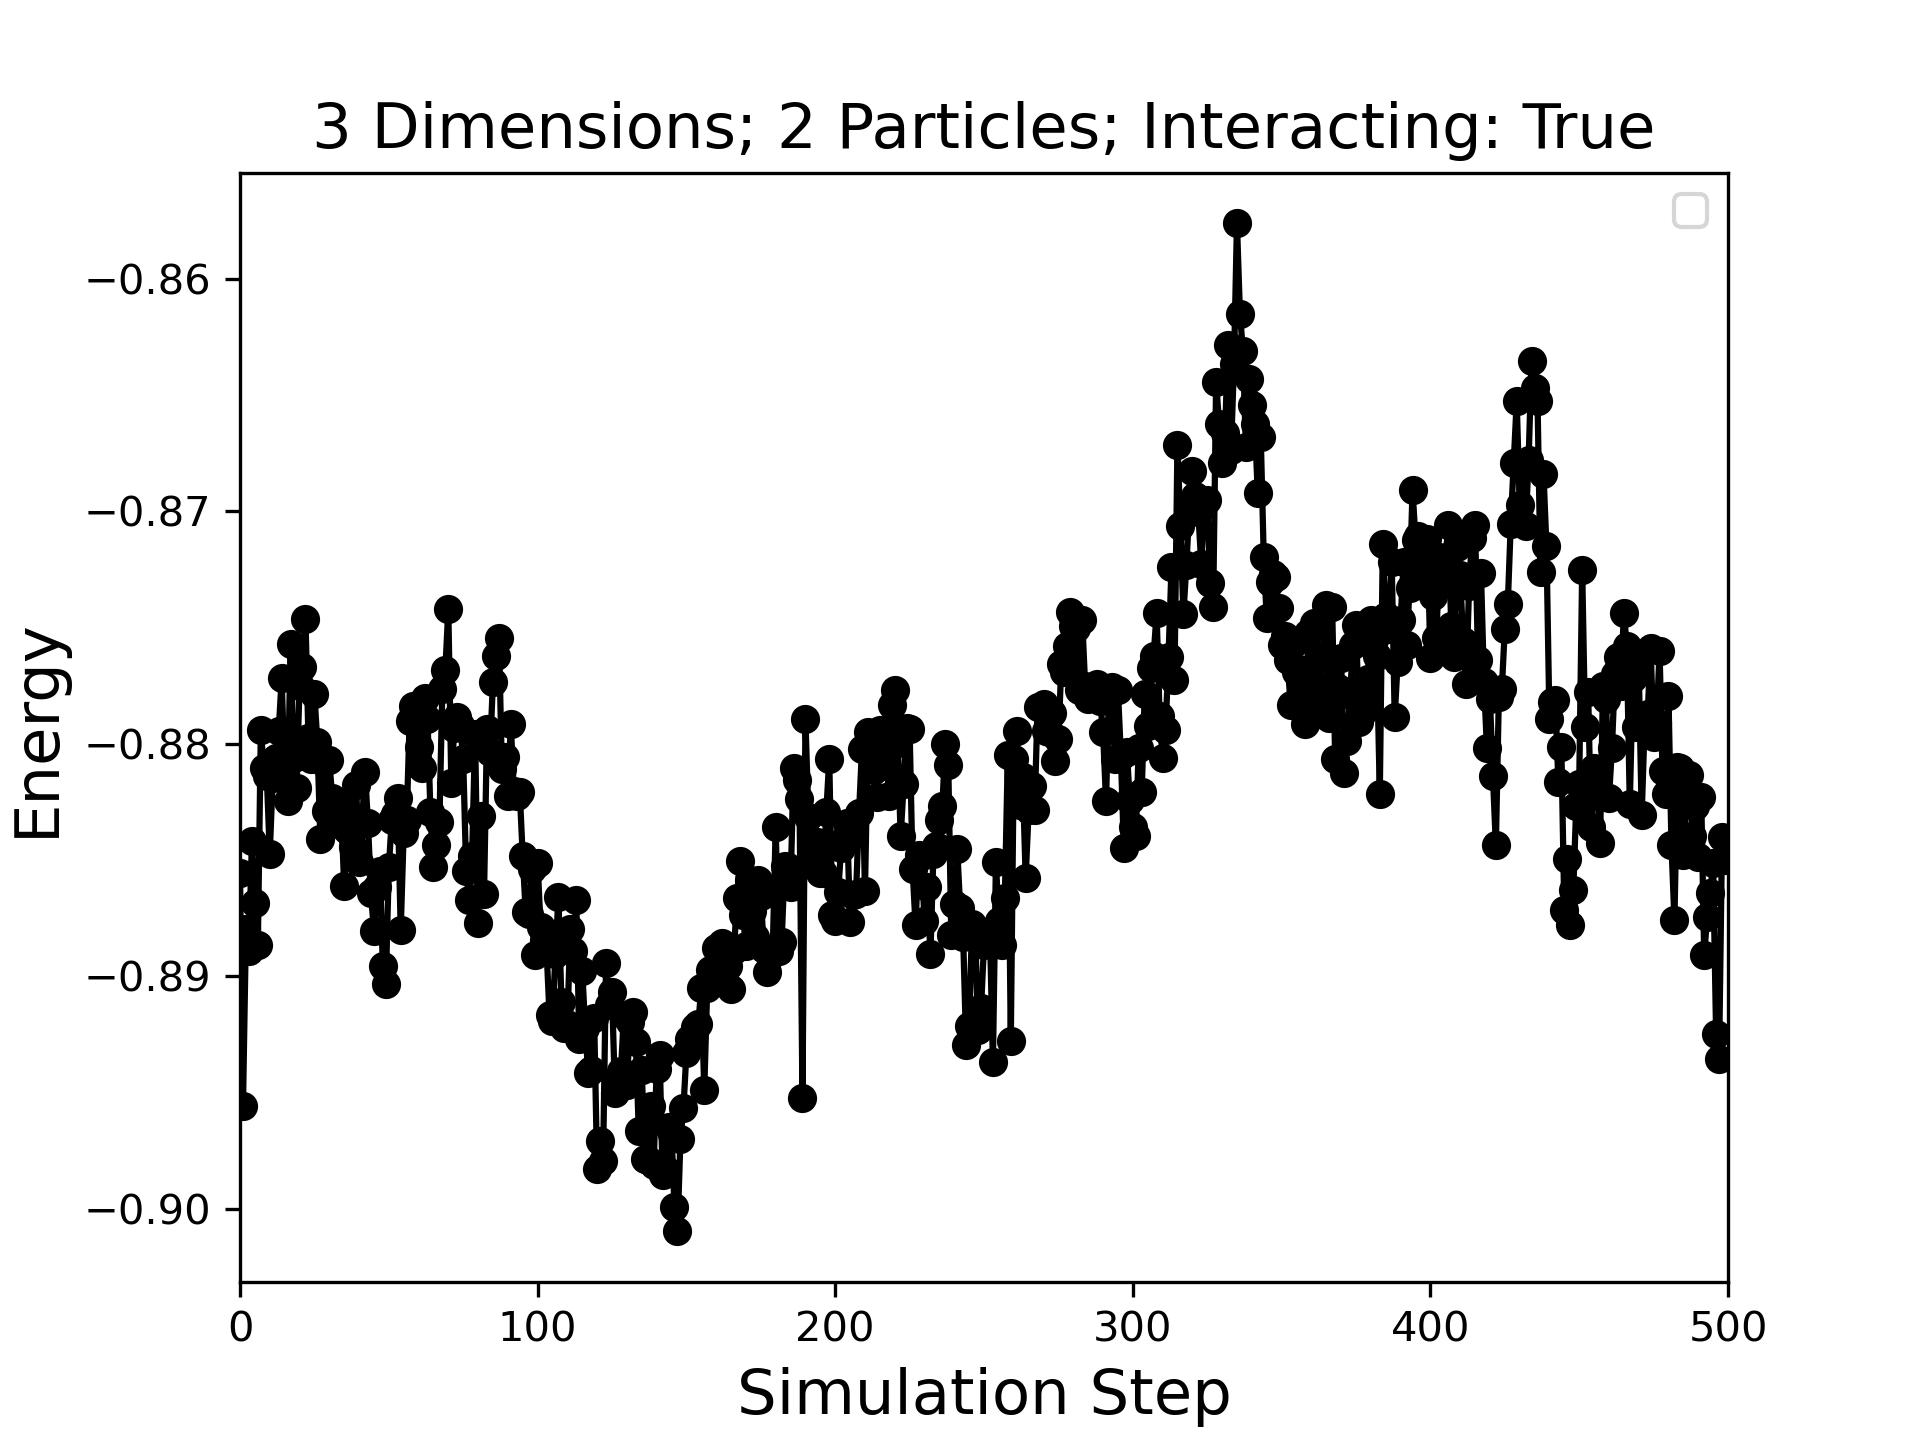 3 Dimensions; 2 Particles; Interacting: True
−0.86
−0.87
−0.88
−0.89
−0.90
Energy
0 100 200 300 400 500
Simulation Step